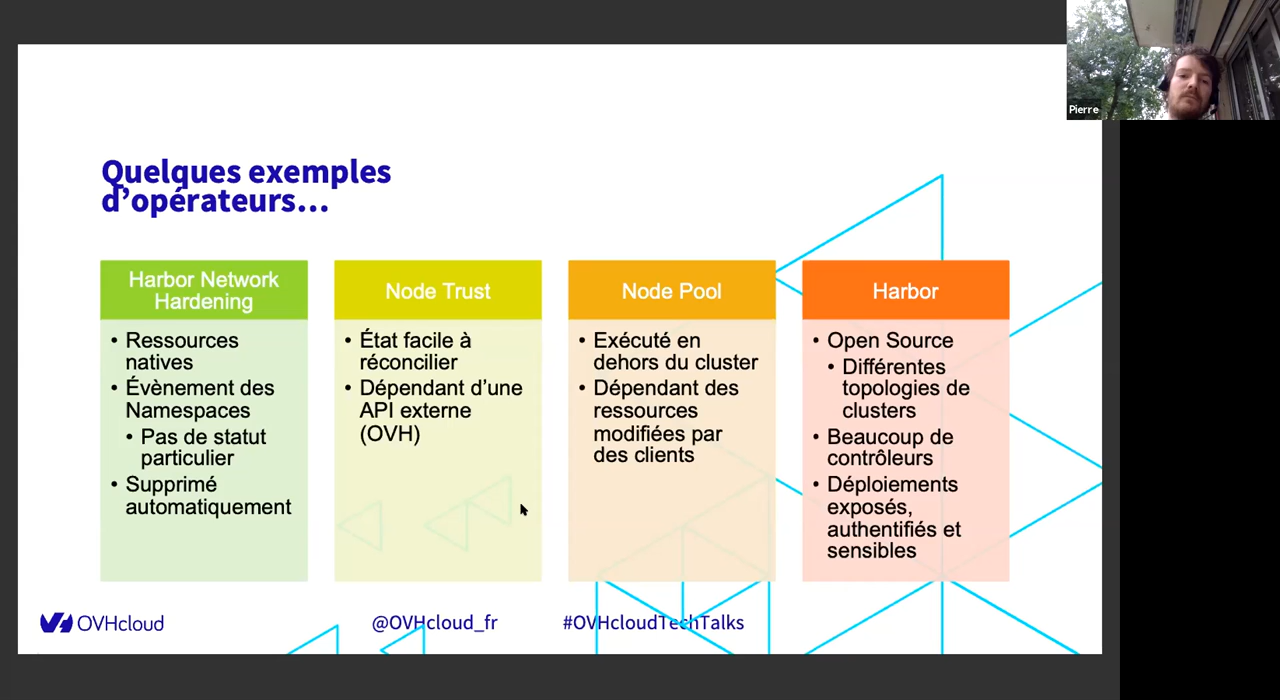 Pierre
Quelques exemples
d’opérateurs...
Harbor Network
Hardening
• Ressources
natives
• Évènement des
Namespaces
• Pas de statut
particulier
• Supprimé
automatiquement
Node Trust
• État facile à
réconcilier
• Dépendant d’une
API externe
(OVH)
Node Pool
• Exécuté en
dehors du cluster
• Dépendant des
ressources
modifiées par
des clients
Harbor
• Open Source
• Différentes
topologies de
clusters
• Beaucoup de
contrôleurs
• Déploiements
exposés,
authentifiés et
sensibles
OVHcloud
@OVHcloud_fr
#OVHcloudTechTalks